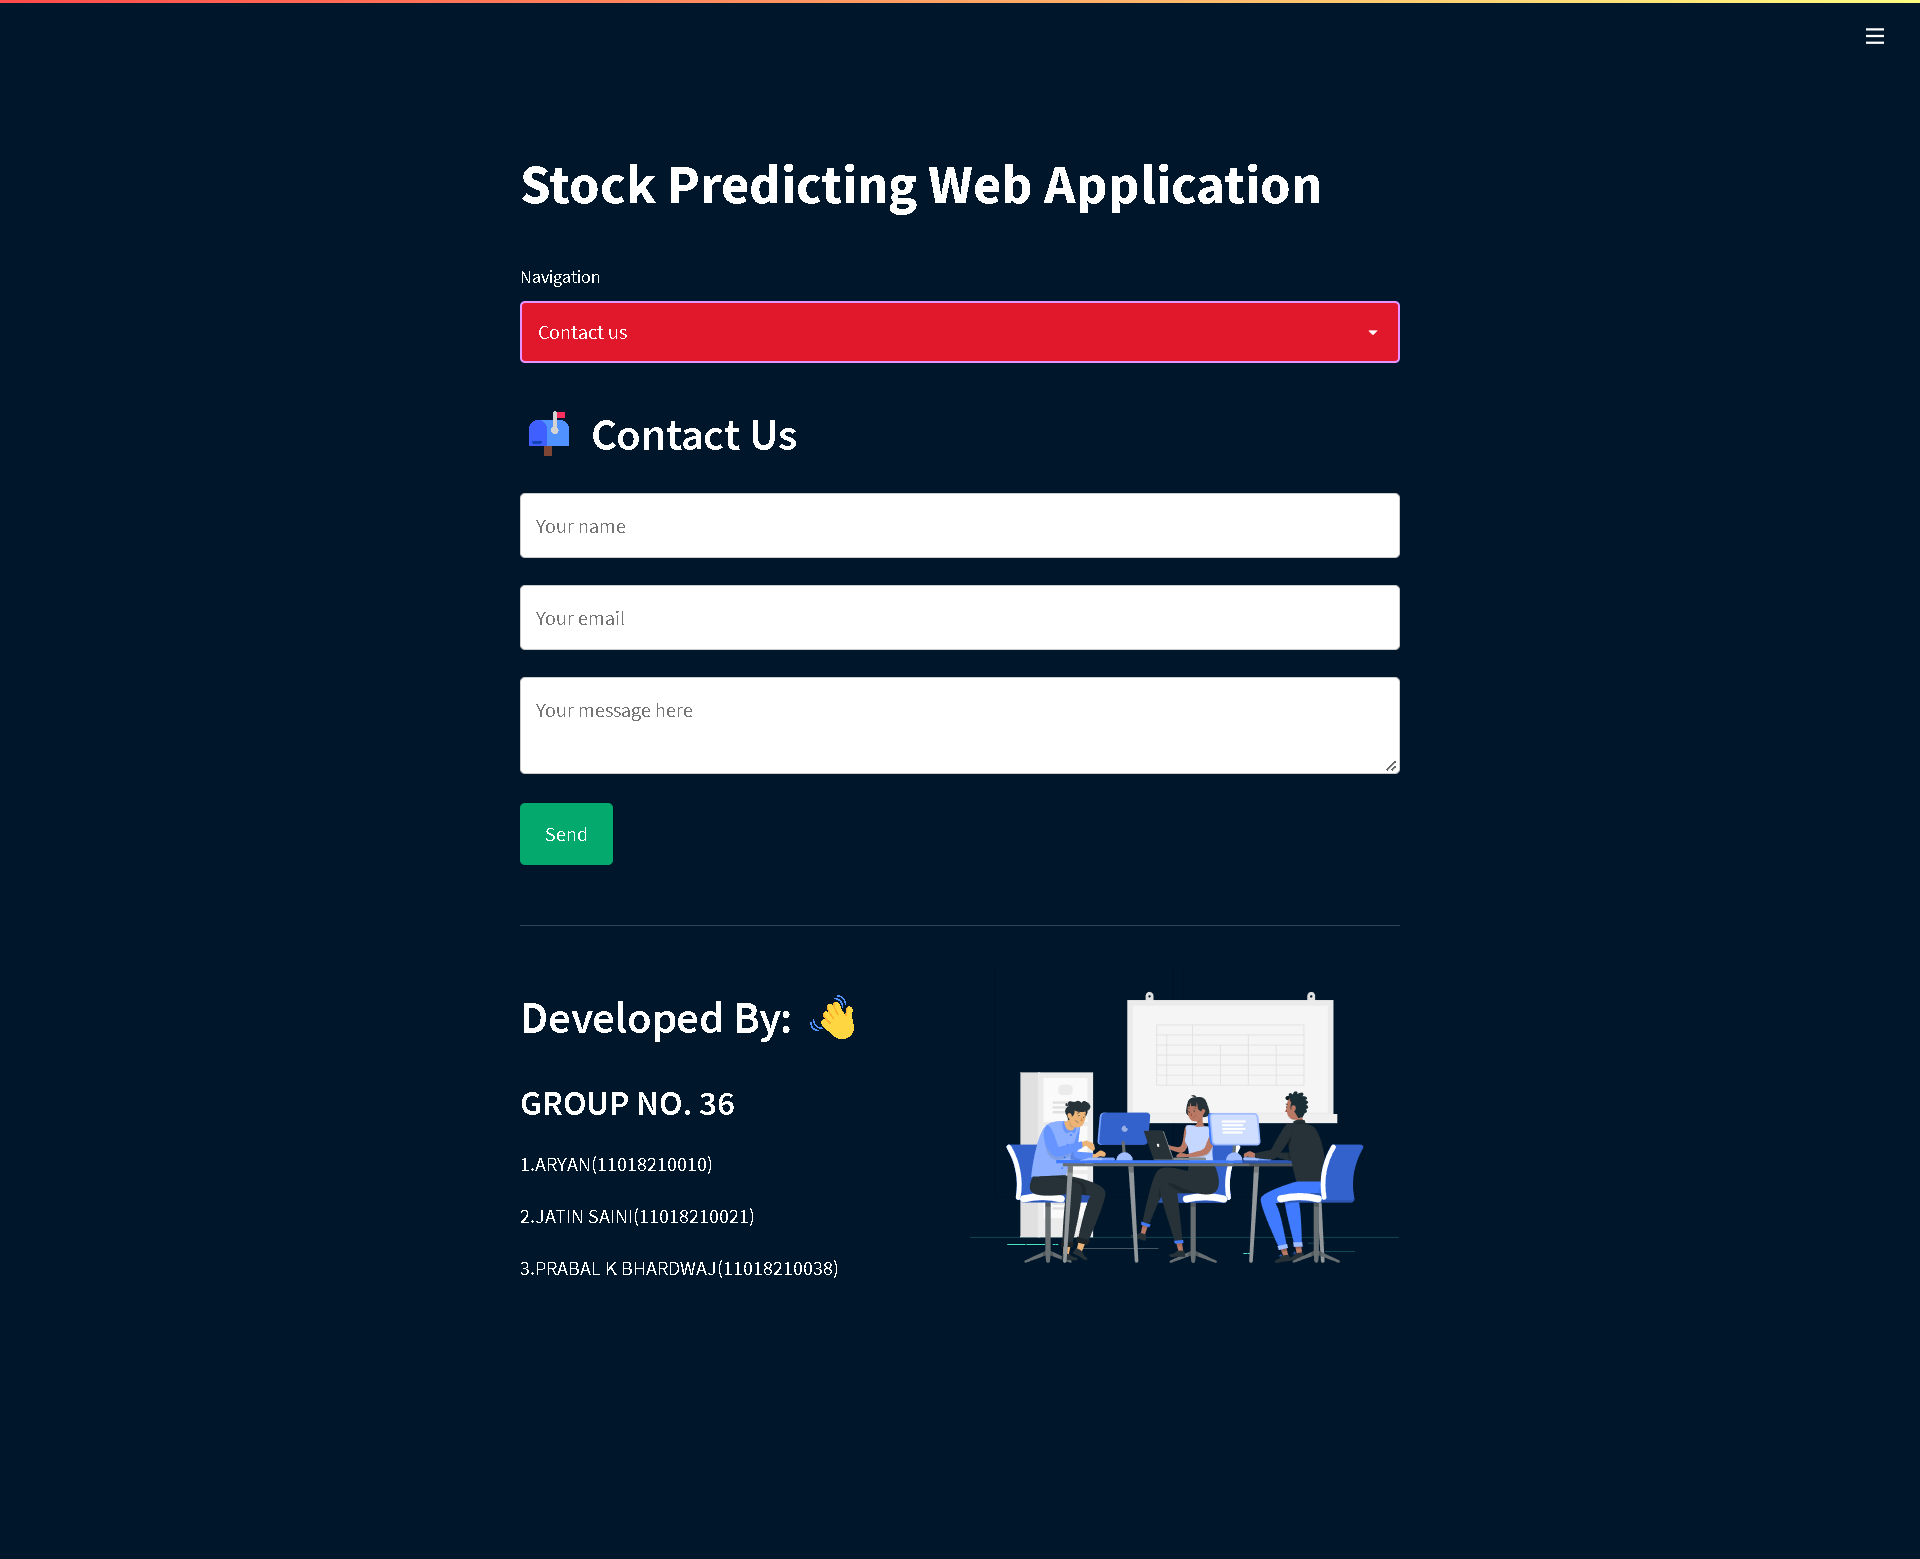 Stock Predicting Web Application
Navigation
Contact us
Contact Us
Your name
Your email
Your message here
Send
Developed By:
GROUP NO. 36
1.ARYAN(11018210010)
2.JATIN SAINI(11018210021)
3.PRABAL K BHARDWAJ(11018210038)